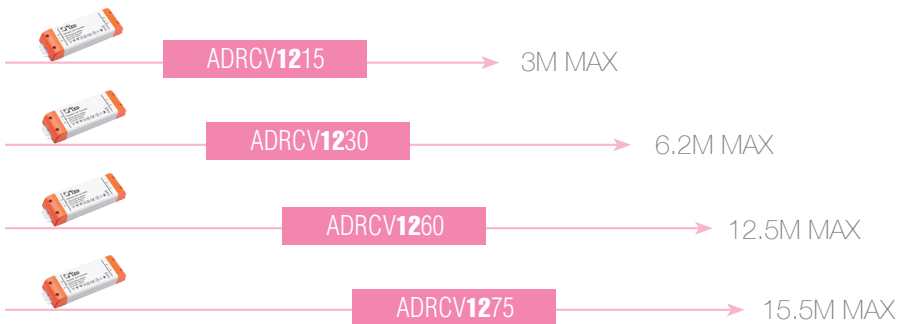 ADRCV1215
3M MAX
ADRCV1230
6.2M MAX
ADRCV1260
12.5M MAX
ADRCV1275
15.5M MAX